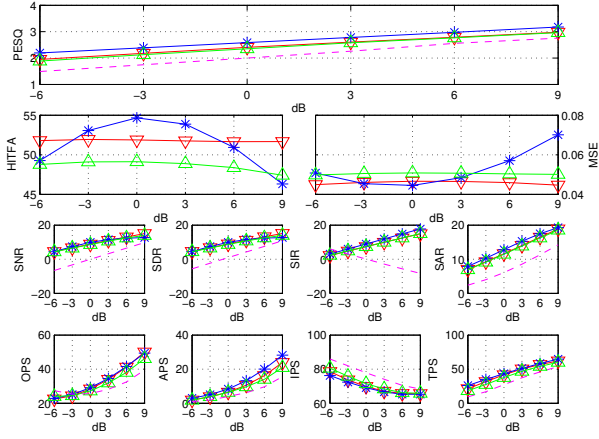 4
3
2
1
PESQ
−6 −3 0 3 6 9
dB
55
50
45
HITFA
−6 −3 0 3 6 9
dB
0.08
0.06
0.04
MSE
−6 −3 0 3 6 9
dB
20
0
−20
SNR
−6 −3 0 3 6 9
dB
20
0
−20
SDR
−6 −3 0 3 6 9
dB
20
0
−20
SIR
−6 −3 0 3 6 9
dB
20
10
0
SAR
−6 −3 0 3 6 9
dB
60
40
20
OPS
−6 −3 0 3 6 9
dB
60
40
20
APS
−6 −3 0 3 6 9
dB
100
80
60
IPS
−6 −3 0 3 6 9
dB
100
50
0
TPS
−6 −3 0 3 6 9
dB